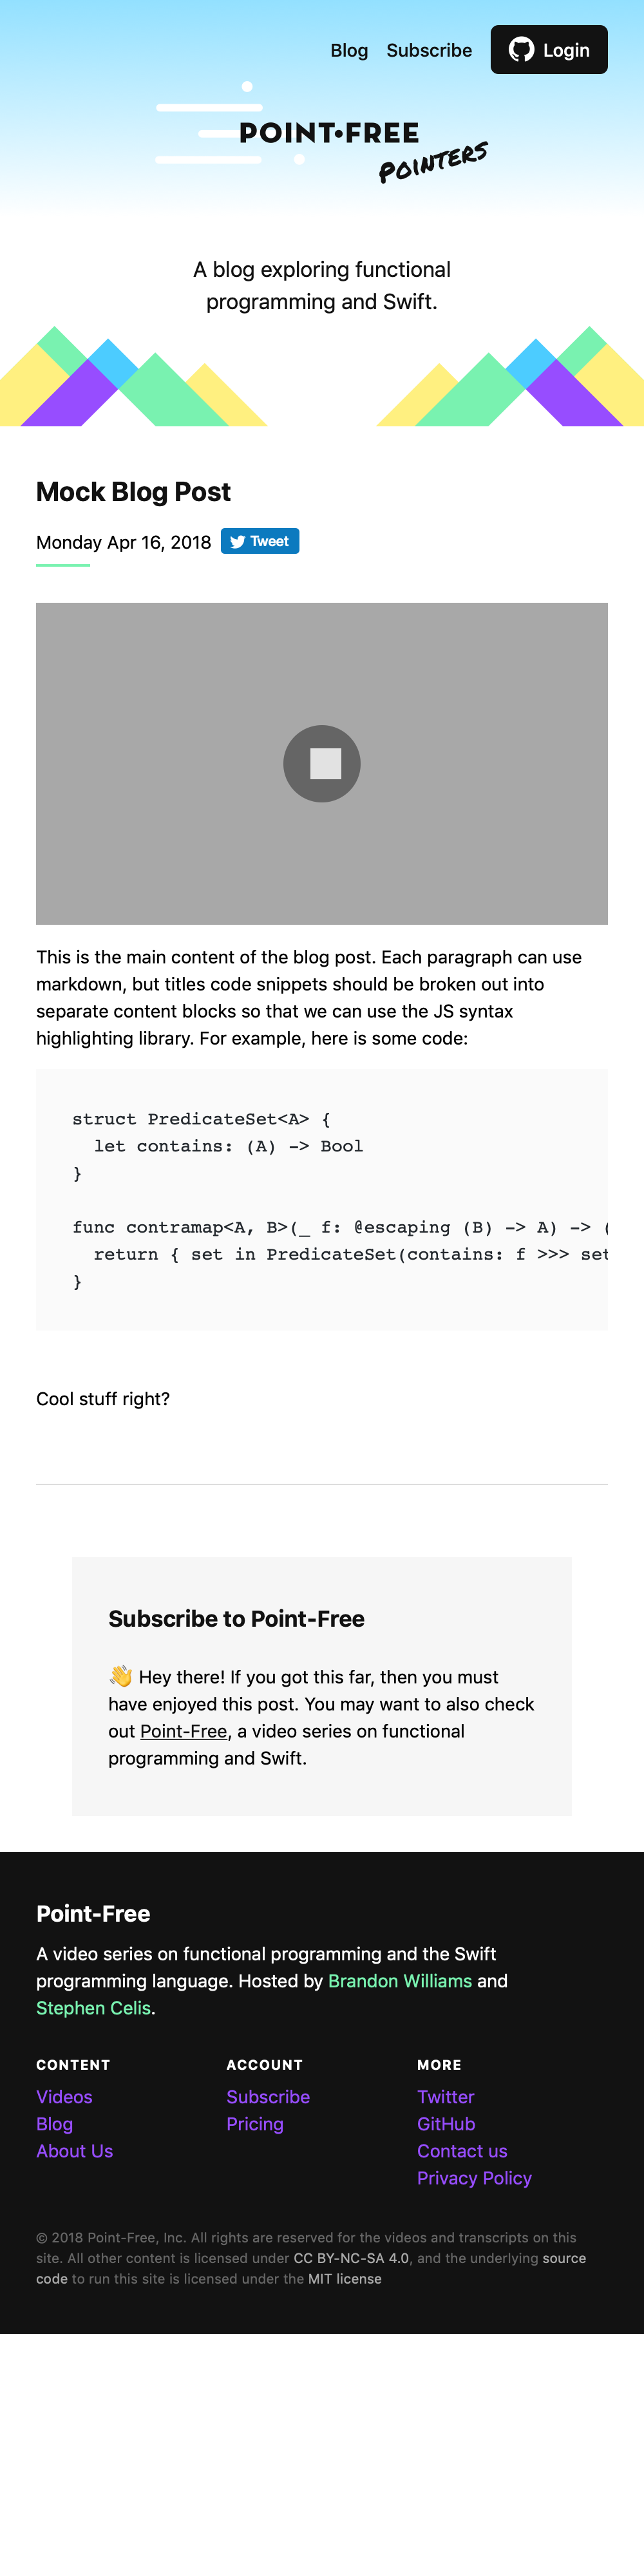 Blog Subscribe Login
POINT•FREE
POINTERS
A blog exploring functional
programming and Swift.
Mock Blog Post
Monday Apr 16, 2018 Tweet
This is the main content of the blog post. Each paragraph can use
markdown, but titles code snippets should be broken out into
separate content blocks so that we can use the JS syntax
highlighting library. For example, here is some code:
struct PredicateSet<A> {
  let contains: (A) -> Bool
}
func contramap<A, B>(_ f: @escaping (B) -> A) -> (
  return { set in PredicateSet(contains: f >>> set
}
Cool stuff right?
Subscribe to Point-Free
👋 Hey there! If you got this far, then you must
have enjoyed this post. You may want to also check
out Point-Free, a video series on functional
programming and Swift.
Point-Free
A video series on functional programming and the Swift
programming language. Hosted by Brandon Williams and
Stephen Celis.
CONTENT ACCOUNT MORE
Videos Subscribe Twitter
Blog Pricing GitHub
About Us Contact us
Privacy Policy
© 2018 Point-Free, Inc. All rights are reserved for the videos and transcripts on this
site. All other content is licensed under CC BY-NC-SA 4.0, and the underlying source
code to run this site is licensed under the MIT license